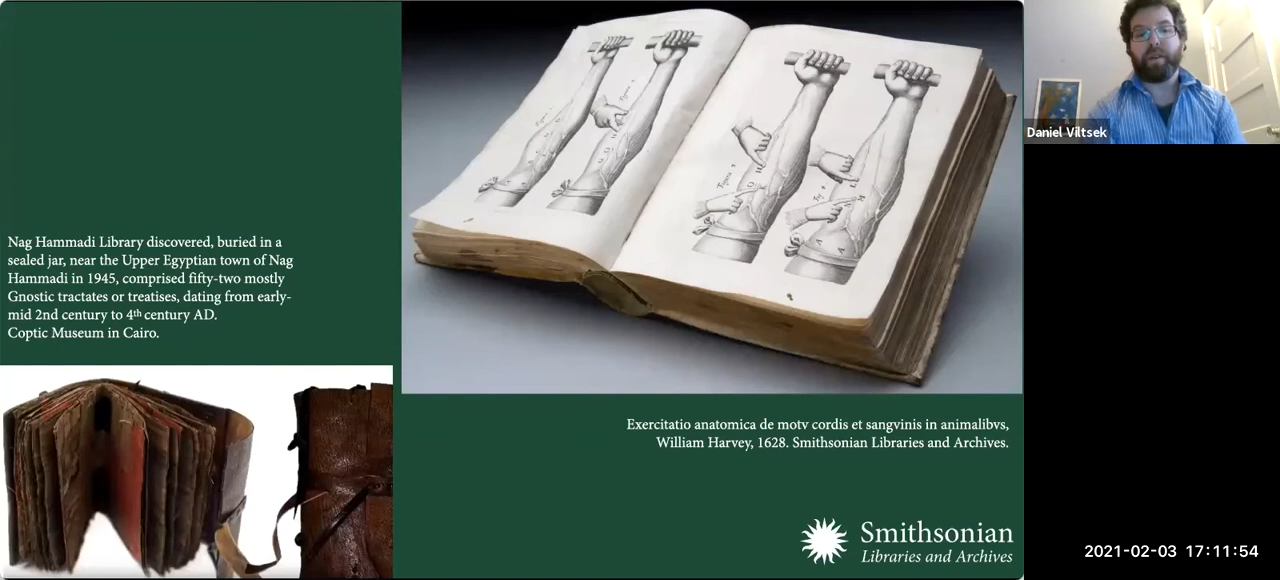 Nag Hammadi Library discovered, buried in a
sealed jar, near the Upper Egyptian town of Nag
Hammadi in 1945, comprised fifty-two mostly
Gnostic tractates or treatises, dating from early-
mid 2nd century to 4th century AD.
Coptic Museum in Cairo.
Exercitatio anatomica de motv cordis et sangvinis in animalibvs,
William Harvey, 1628. Smithsonian Libraries and Archives.
Smithsonian
Libraries and Archives
Daniel Viltsek
2021-02-03 17:11:54